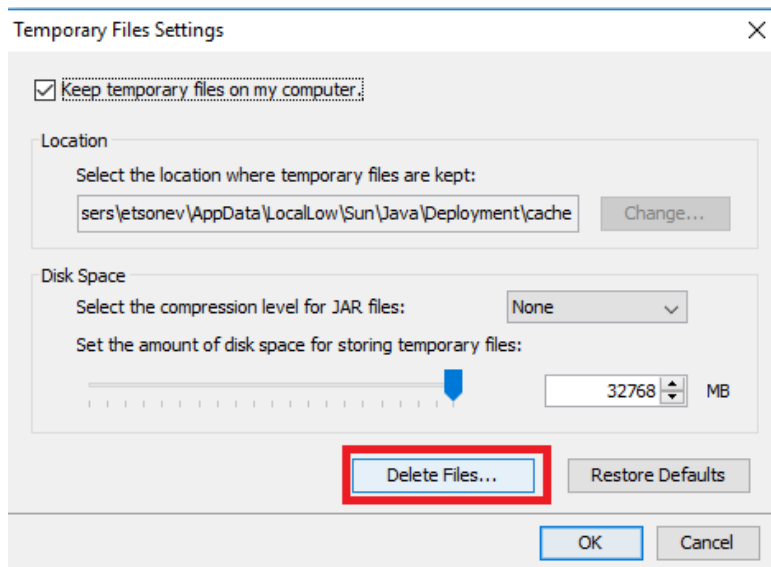 Temporary Files Settings
Keep temporary files on my computer.
Location
Select the location where temporary files are kept:
sers\etsonev\AppData\LocalLow\Sun\Java\Deployment\cache
Change...
Disk Space
Select the compression level for JAR files:
None
Set the amount of disk space for storing temporary files:
32768
MB
Delete Files...
Restore Defaults
OK
Cancel